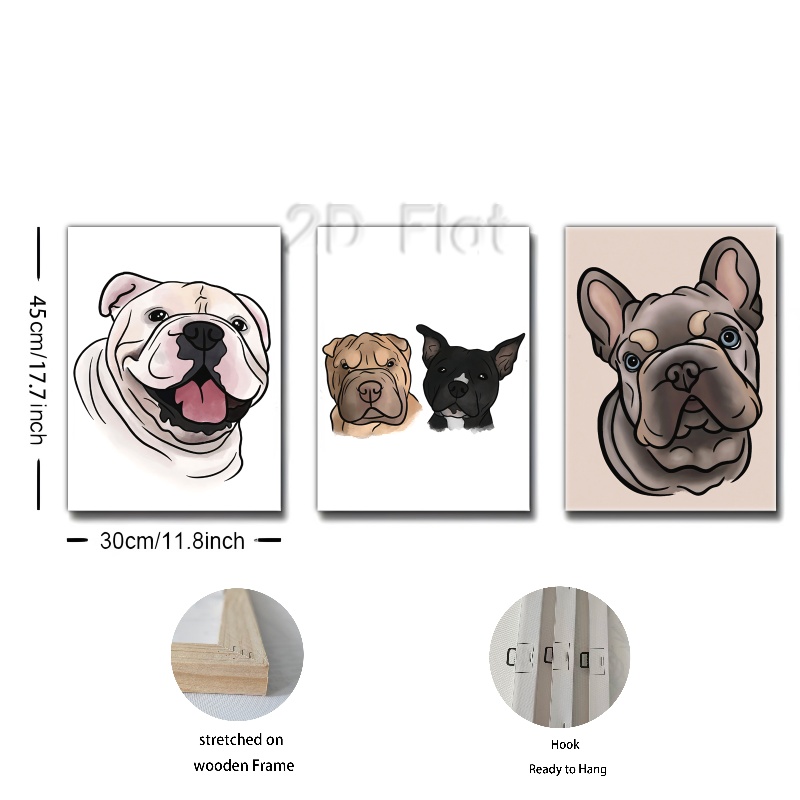 2D Flat
45cm/17.7inch
30cm/11.8inch
stretched on
wooden Frame
Hook
Ready to Hang